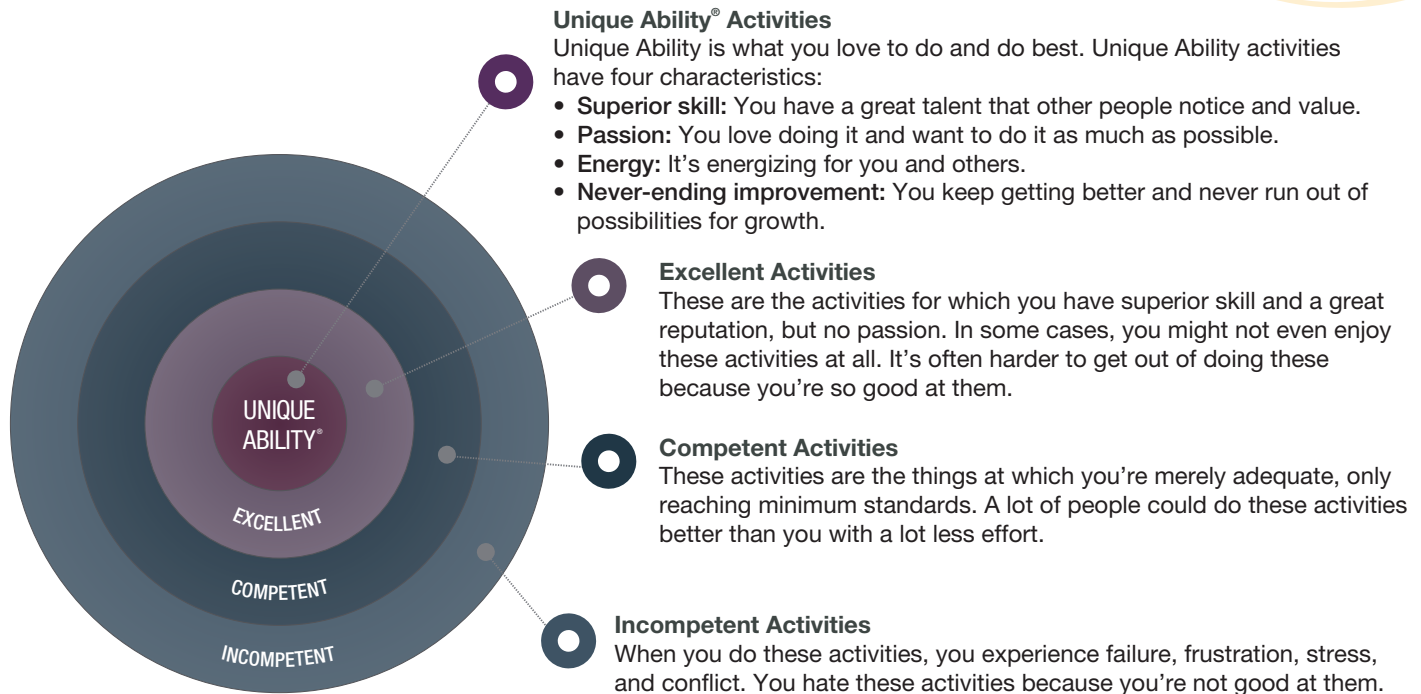 Unique Ability® Activities
Unique Ability is what you love to do and do best. Unique Ability activities
have four characteristics:
• Superior skill: You have a great talent that other people notice and value.
• Passion: You love doing it and want to do it as much as possible.
• Energy: It’s energizing for you and others.
• Never-ending improvement: You keep getting better and never run out of
possibilities for growth.
Excellent Activities
These are the activities for which you have superior skill and a great
reputation, but no passion. In some cases, you might not even enjoy
these activities at all. It’s often harder to get out of doing these
because you’re so good at them.
Competent Activities
These activities are the things at which you’re merely adequate, only
reaching minimum standards. A lot of people could do these activities
better than you with a lot less effort.
Incompetent Activities
When you do these activities, you experience failure, frustration, stress,
and conflict. You hate these activities because you’re not good at them.
UNIQUE
ABILITY®
EXCELLENT
COMPETENT
INCOMPETENT